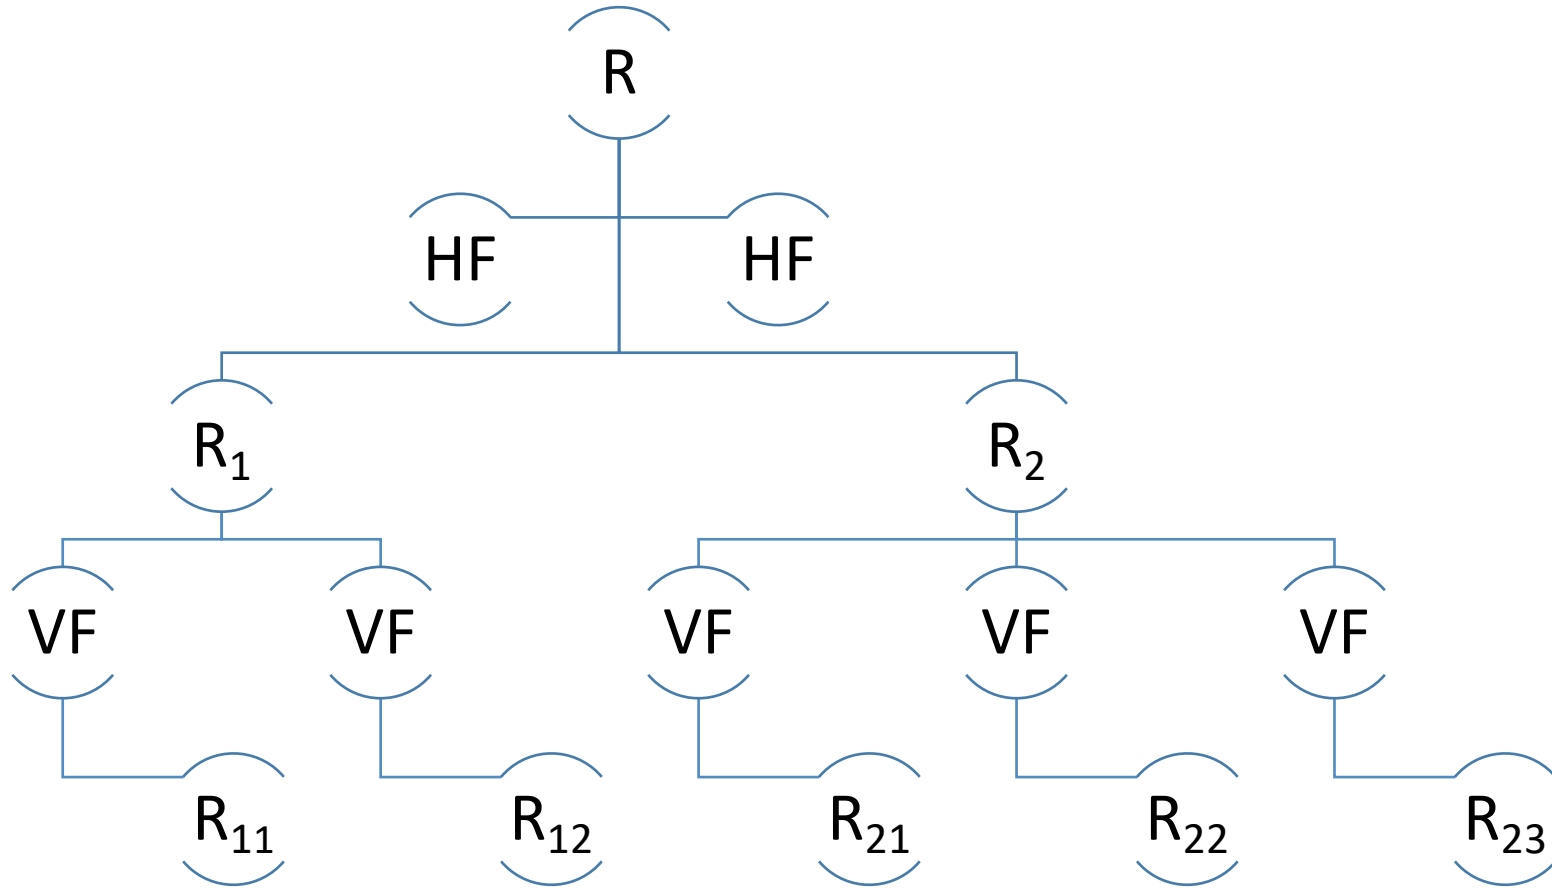 R
HF HF
R₁ R₂
VF VF VF VF VF
R₁₁ R₁₂ R₂₁ R₂₂ R₂₃